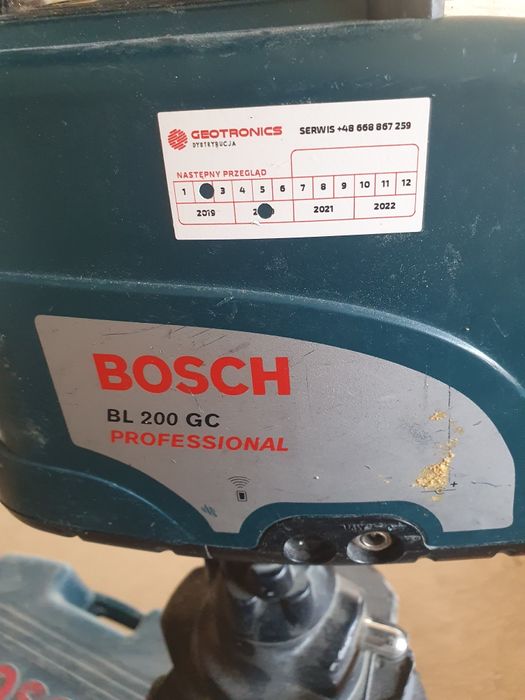 GEOTRONICS
DYSTRYBUCJA
SERWIS +48 668 867 259
NASTĘPNY PRZEGLĄD
1 3 4 5 6 7 8 9 10 11 12
2019 2021 2022
BOSCH
BL 200 GC
PROFESSIONAL